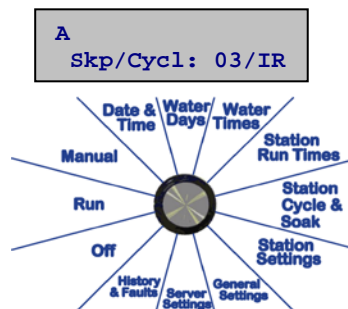 A
Skp/Cycl: 03/IR
Date &
Time
Water
Days
Water
Times
Station
Run Times
Station
Cycle &
Soak
Station
Settings
General
Settings
Server
Settings
History
& Faults
Off
Run
Manual